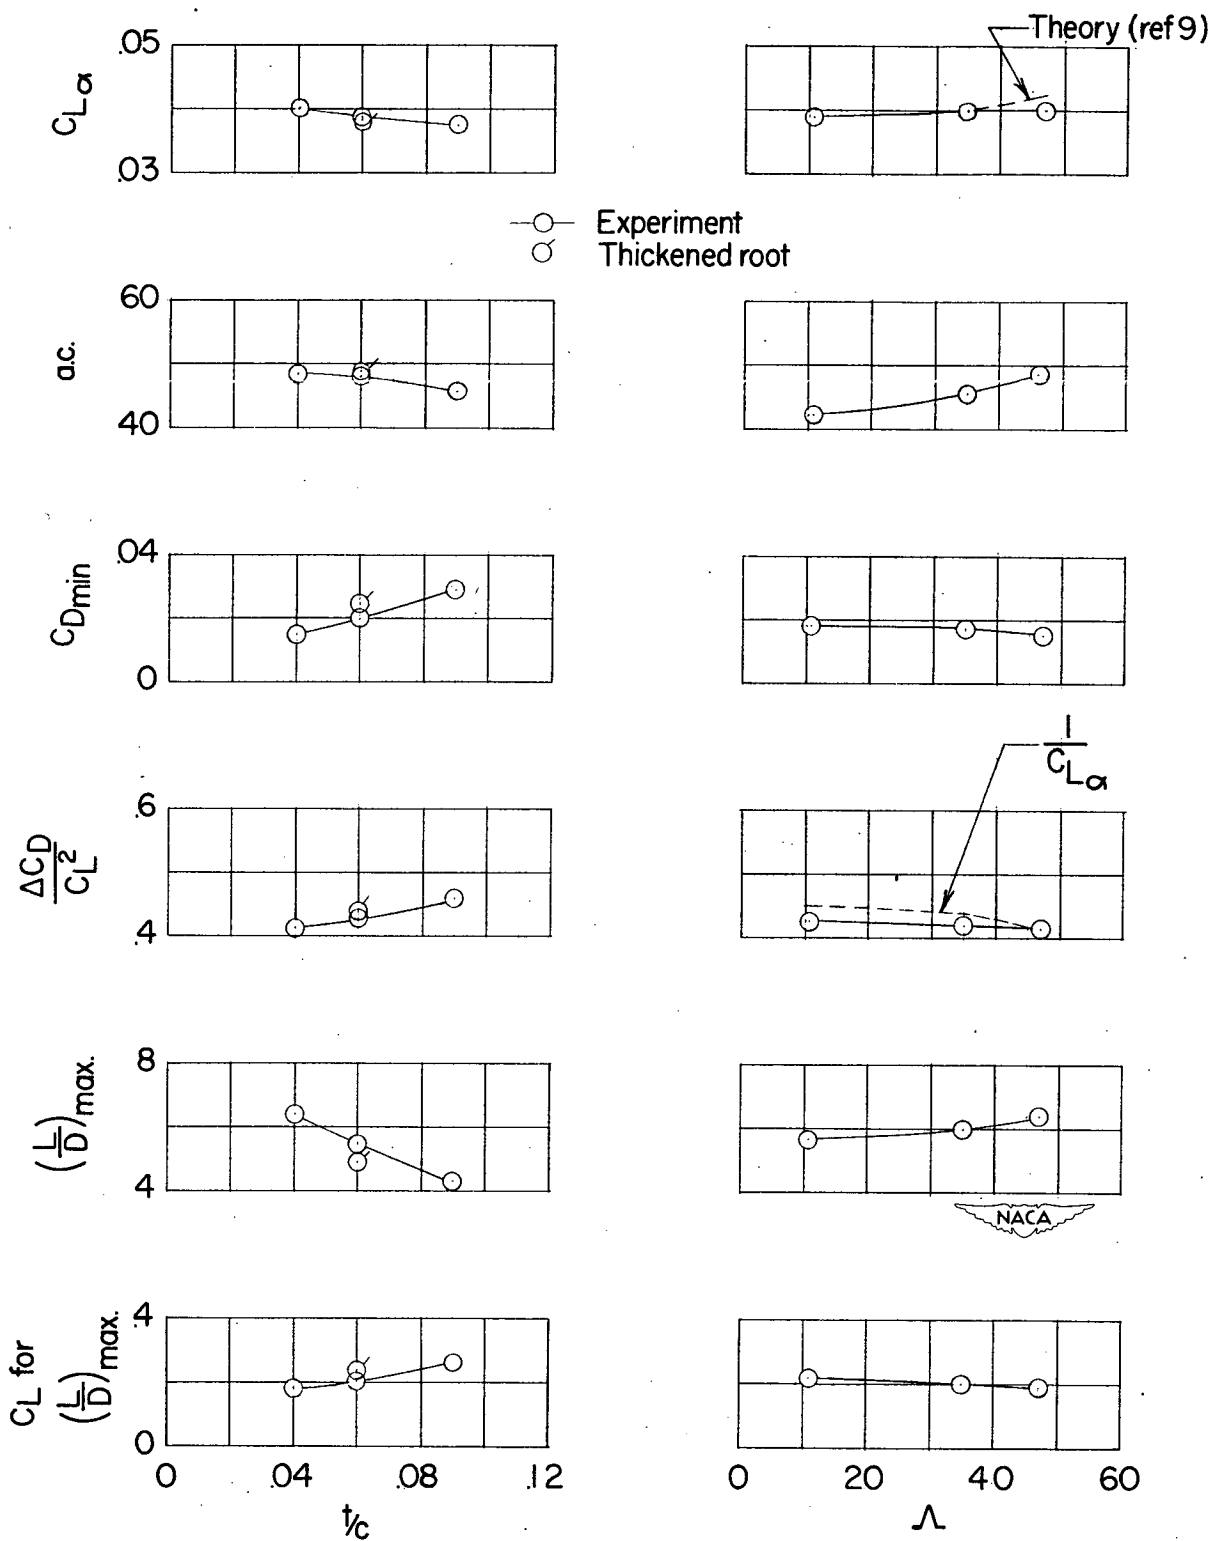 Theory (ref 9)
.05
C_Lα
.03
Experiment
Thickened root
60
a.c.
40
.04
C_Dmin
0
1/C_Lα
.6
ΔC_D/C_L²
.4
8
(L/D)max.
4
NACA
.4
C_L for
(L/D)max.
0
0 .04 .08 .12 0 20 40 60
t/c Λ